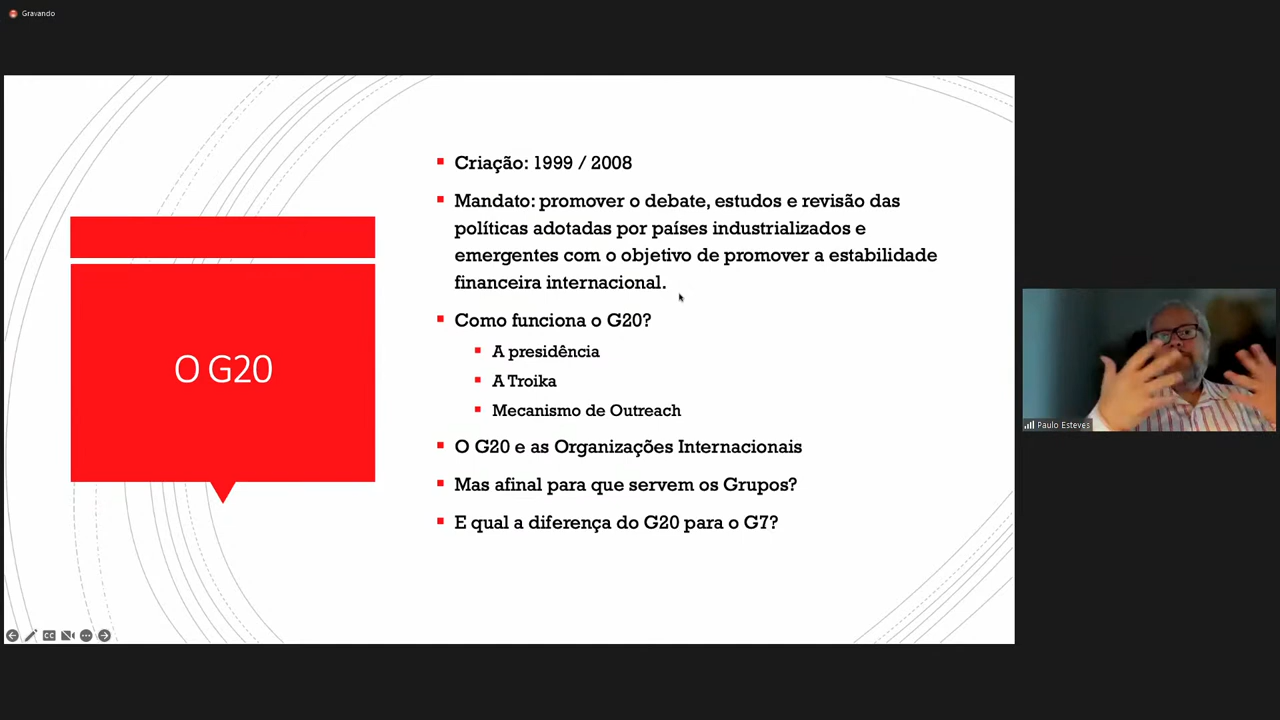 Gravando
O G20
Criação: 1999 / 2008
Mandato: promover o debate, estudos e revisão das
políticas adotadas por países industrializados e
emergentes com o objetivo de promover a estabilidade
financeira internacional.
Como funciona o G20?
A presidência
A Troika
Mecanismo de Outreach
O G20 e as Organizações Internacionais
Mas afinal para que servem os Grupos?
E qual a diferença do G20 para o G7?
Paulo Esteves
CC